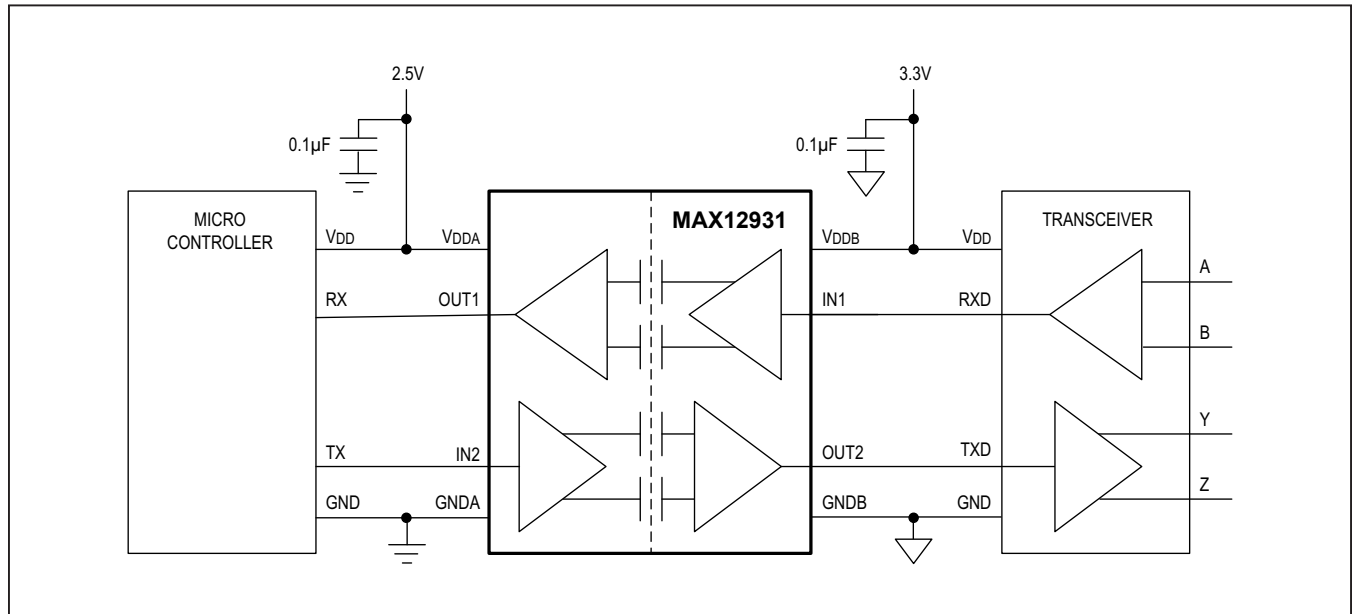 2.5V
3.3V
0.1µF
0.1µF
MICRO
CONTROLLER
MAX12931
TRANSCEIVER
VDD
VDDA
VDDB
VDD
A
RX
OUT1
IN1
RXD
B
Y
TX
IN2
OUT2
TXD
Z
GND
GNDA
GNDB
GND